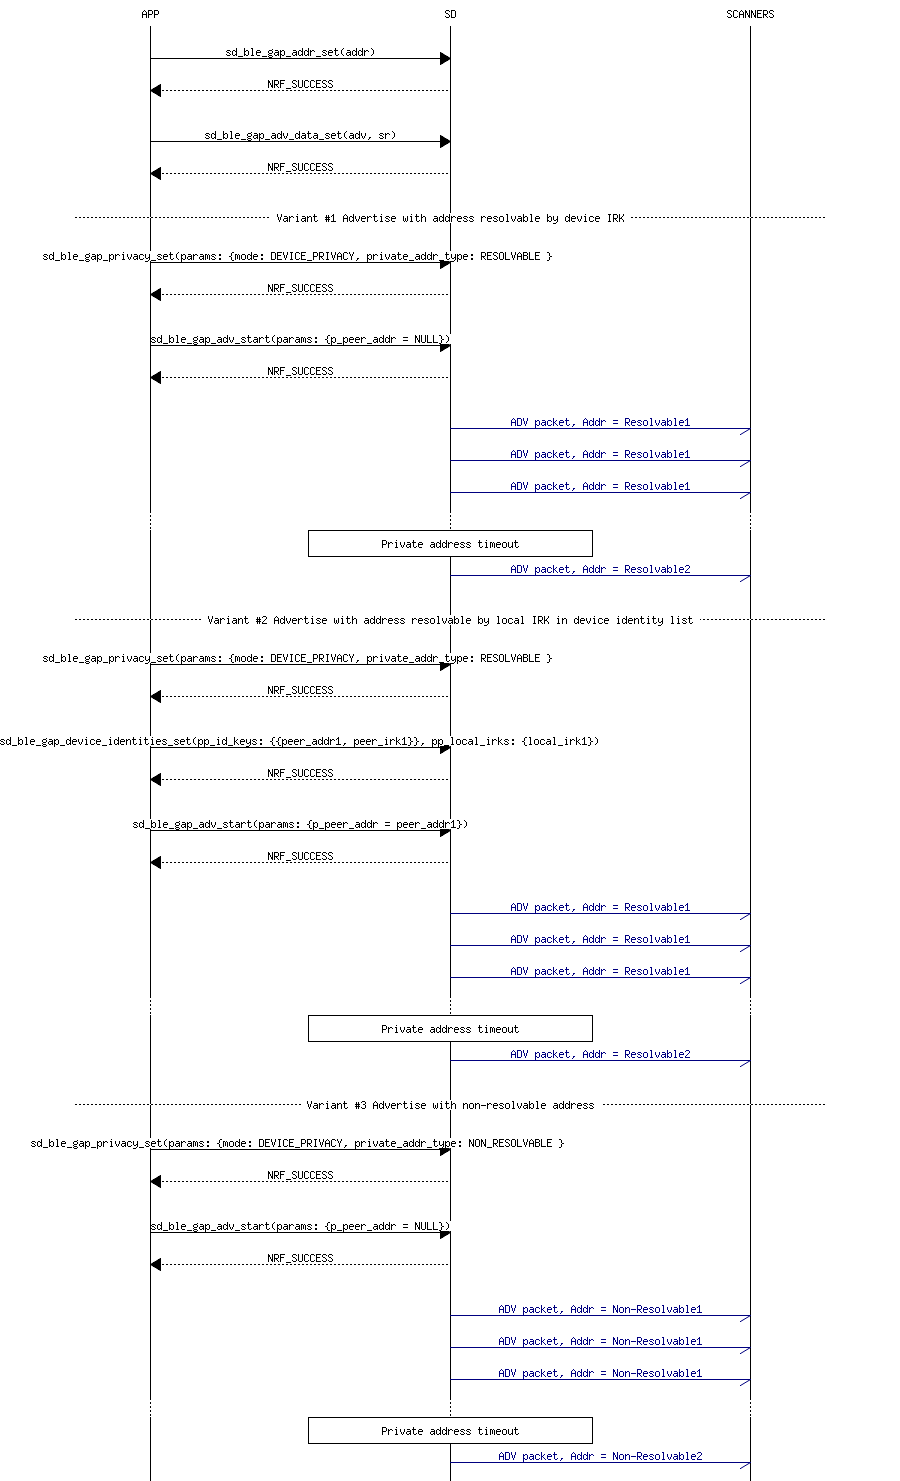 APP SD SCANNERS
sd_ble_gap_addr_set(addr)
NRF_SUCCESS
sd_ble_gap_adv_data_set(adv, sr)
NRF_SUCCESS
Variant #1 Advertise with address resolvable by device IRK
sd_ble_gap_privacy_set(params: {mode: DEVICE_PRIVACY, private_addr_type: RESOLVABLE }
NRF_SUCCESS
sd_ble_gap_adv_start(params: {p_peer_addr = NULL})
NRF_SUCCESS
ADV packet, Addr = Resolvable1
ADV packet, Addr = Resolvable1
ADV packet, Addr = Resolvable1
Private address timeout
ADV packet, Addr = Resolvable2
Variant #2 Advertise with address resolvable by local IRK in device identity list
sd_ble_gap_privacy_set(params: {mode: DEVICE_PRIVACY, private_addr_type: RESOLVABLE }
NRF_SUCCESS
sd_ble_gap_device_identities_set(pp_id_keys: {{peer_addr1, peer_irk1}}, pp_local_irks: {local_irk1})
NRF_SUCCESS
sd_ble_gap_adv_start(params: {p_peer_addr = peer_addr1})
NRF_SUCCESS
ADV packet, Addr = Resolvable1
ADV packet, Addr = Resolvable1
ADV packet, Addr = Resolvable1
Private address timeout
ADV packet, Addr = Resolvable2
Variant #3 Advertise with non-resolvable address
sd_ble_gap_privacy_set(params: {mode: DEVICE_PRIVACY, private_addr_type: NON_RESOLVABLE }
NRF_SUCCESS
sd_ble_gap_adv_start(params: {p_peer_addr = NULL})
NRF_SUCCESS
ADV packet, Addr = Non-Resolvable1
ADV packet, Addr = Non-Resolvable1
ADV packet, Addr = Non-Resolvable1
Private address timeout
ADV packet, Addr = Non-Resolvable2